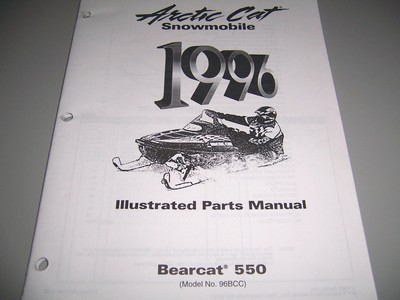 Arctic Cat®
Snowmobile
1996
Illustrated Parts Manual
Bearcat® 550
(Model No. 96BCC)